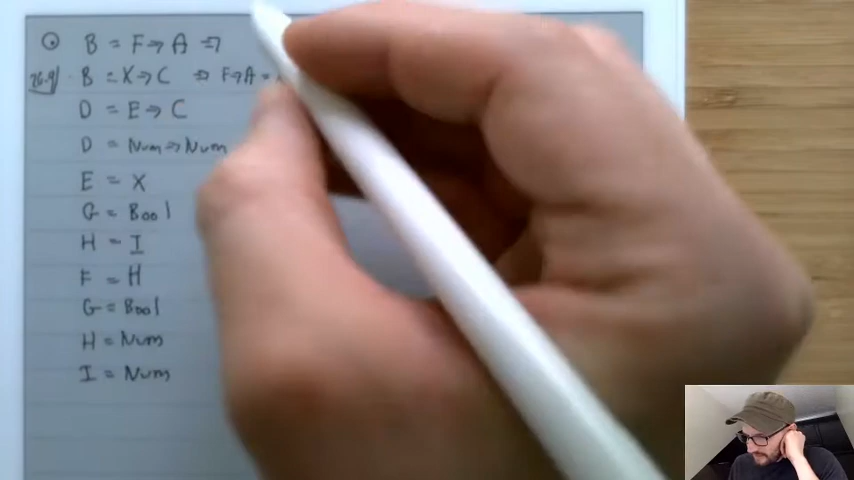 ⊙ B = F → A ⇒
B = X → C ⇒ F → A =
D = E → C
D = Num → Num
E = X
G = Bool
H = I
F = H
G = Bool
H = Num
I = Num